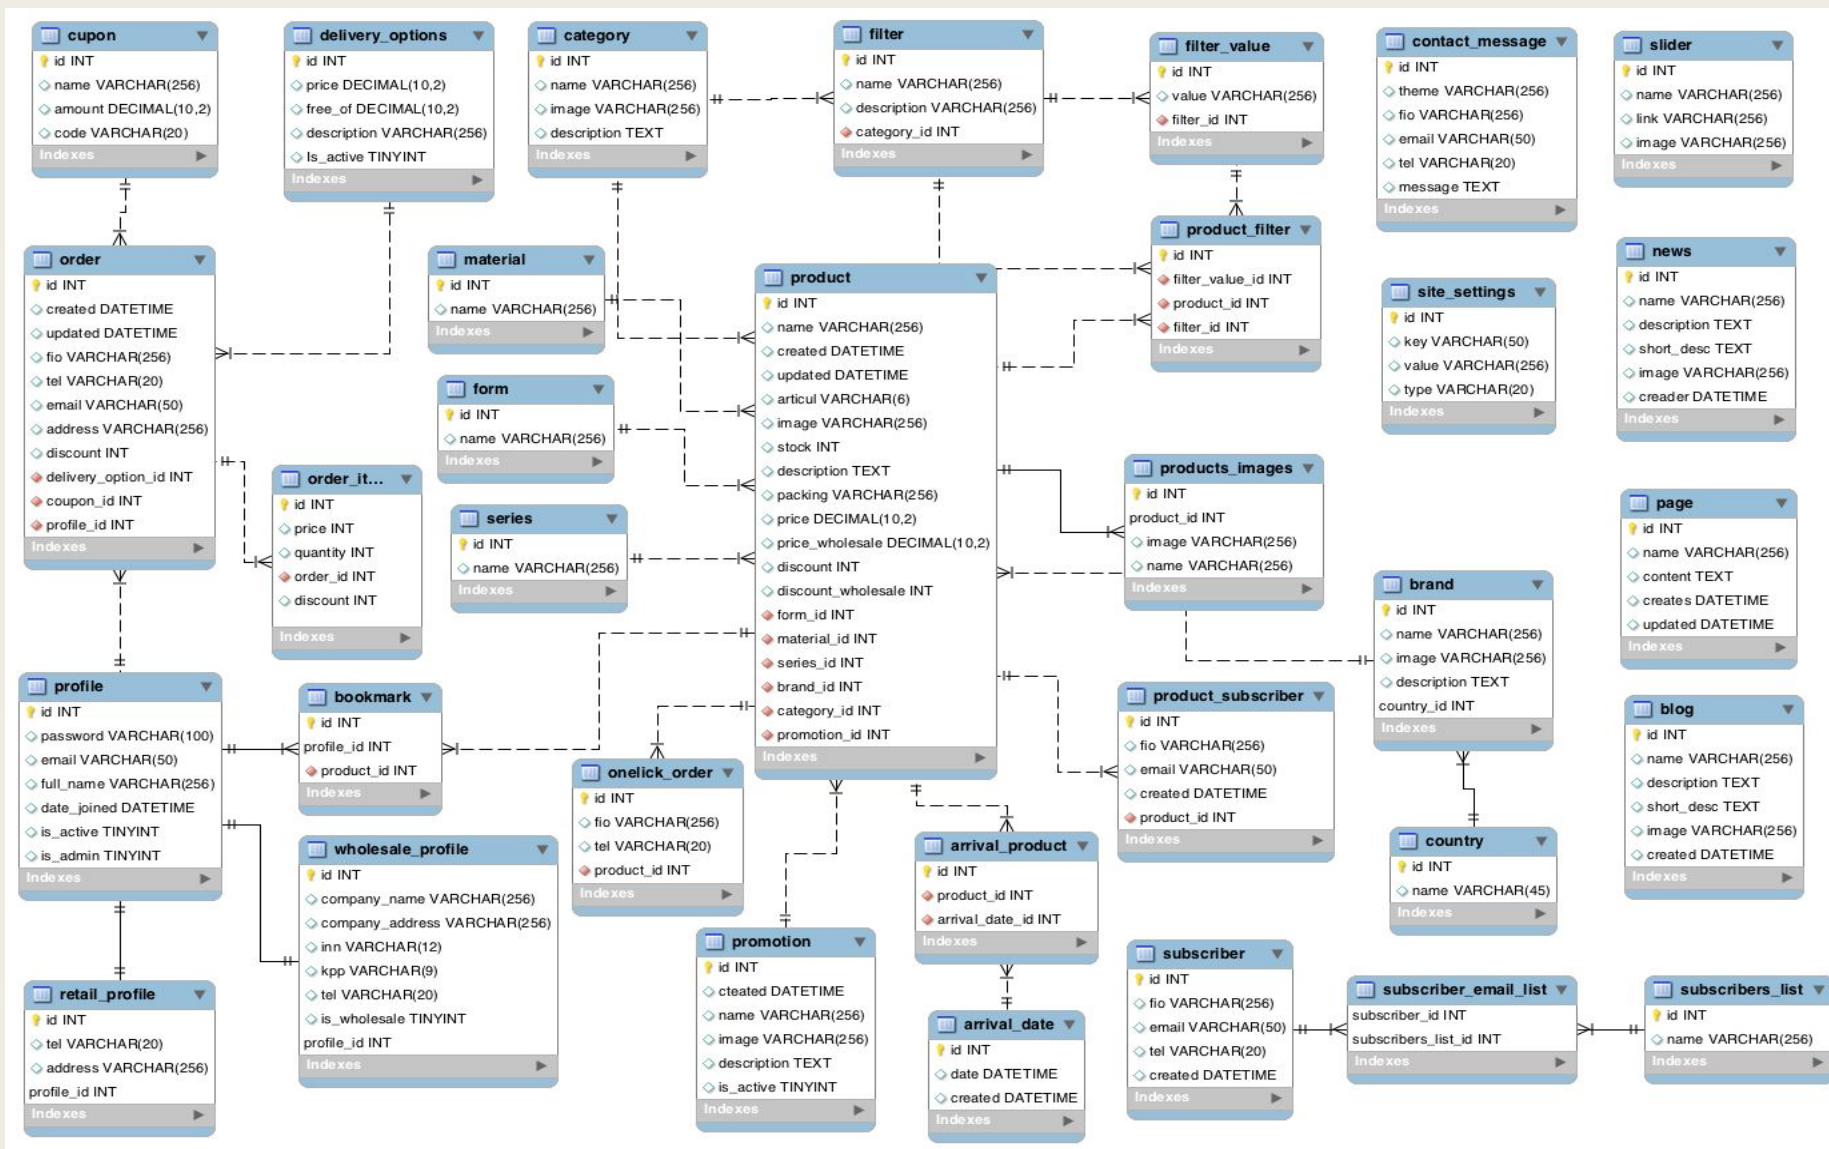 cupon
id INT
name VARCHAR(256)
amount DECIMAL(10,2)
code VARCHAR(20)
Indexes
delivery_options
id INT
price DECIMAL(10,2)
free_of DECIMAL(10,2)
description VARCHAR(256)
Is_active TINYINT
Indexes
category
id INT
name VARCHAR(256)
image VARCHAR(256)
description TEXT
Indexes
filter
id INT
name VARCHAR(256)
description VARCHAR(256)
category_id INT
Indexes
filter_value
id INT
value VARCHAR(256)
filter_id INT
Indexes
contact_message
id INT
theme VARCHAR(256)
fio VARCHAR(256)
email VARCHAR(50)
tel VARCHAR(20)
message TEXT
Indexes
slider
id INT
name VARCHAR(256)
link VARCHAR(256)
image VARCHAR(256)
Indexes
order
id INT
created DATETIME
updated DATETIME
fio VARCHAR(256)
tel VARCHAR(20)
email VARCHAR(50)
address VARCHAR(256)
discount INT
delivery_option_id INT
coupon_id INT
profile_id INT
Indexes
material
id INT
name VARCHAR(256)
Indexes
form
id INT
name VARCHAR(256)
Indexes
order_it...
id INT
price INT
quantity INT
order_id INT
discount INT
Indexes
series
id INT
name VARCHAR(256)
Indexes
product
id INT
name VARCHAR(256)
created DATETIME
updated DATETIME
articul VARCHAR(6)
image VARCHAR(256)
stock INT
description TEXT
packing VARCHAR(256)
price DECIMAL(10,2)
price_wholesale DECIMAL(10,2)
discount INT
discount_wholesale INT
form_id INT
material_id INT
series_id INT
brand_id INT
category_id INT
promotion_id INT
Indexes
product_filter
id INT
filter_value_id INT
product_id INT
filter_id INT
Indexes
site_settings
id INT
key VARCHAR(50)
value VARCHAR(256)
type VARCHAR(20)
Indexes
news
id INT
name VARCHAR(256)
description TEXT
short_desc TEXT
image VARCHAR(256)
creader DATETIME
Indexes
products_images
id INT
product_id INT
image VARCHAR(256)
name VARCHAR(256)
Indexes
brand
id INT
name VARCHAR(256)
image VARCHAR(256)
description TEXT
country_id INT
Indexes
page
id INT
name VARCHAR(256)
content TEXT
creates DATETIME
updated DATETIME
Indexes
profile
id INT
password VARCHAR(100)
email VARCHAR(50)
full_name VARCHAR(256)
date_joined DATETIME
is_active TINYINT
is_admin TINYINT
Indexes
bookmark
id INT
profile_id INT
product_id INT
Indexes
onelick_order
id INT
fio VARCHAR(256)
tel VARCHAR(20)
product_id INT
Indexes
product_subscriber
id INT
fio VARCHAR(256)
email VARCHAR(50)
created DATETIME
product_id INT
Indexes
blog
id INT
name VARCHAR(256)
description TEXT
short_desc TEXT
image VARCHAR(256)
created DATETIME
Indexes
wholesale_profile
id INT
company_name VARCHAR(256)
company_address VARCHAR(256)
inn VARCHAR(12)
kpp VARCHAR(9)
tel VARCHAR(20)
is_wholesale TINYINT
profile_id INT
Indexes
arrival_product
id INT
product_id INT
arrival_date_id INT
Indexes
country
id INT
name VARCHAR(45)
Indexes
retail_profile
id INT
tel VARCHAR(20)
address VARCHAR(256)
profile_id INT
Indexes
promotion
id INT
cteated DATETIME
name VARCHAR(256)
image VARCHAR(256)
description TEXT
is_active TINYINT
Indexes
arrival_date
id INT
date DATETIME
created DATETIME
Indexes
subscriber
id INT
fio VARCHAR(256)
email VARCHAR(50)
tel VARCHAR(20)
created DATETIME
Indexes
subscriber_email_list
subscriber_id INT
subscribers_list_id INT
Indexes
subscribers_list
id INT
name VARCHAR(256)
Indexes